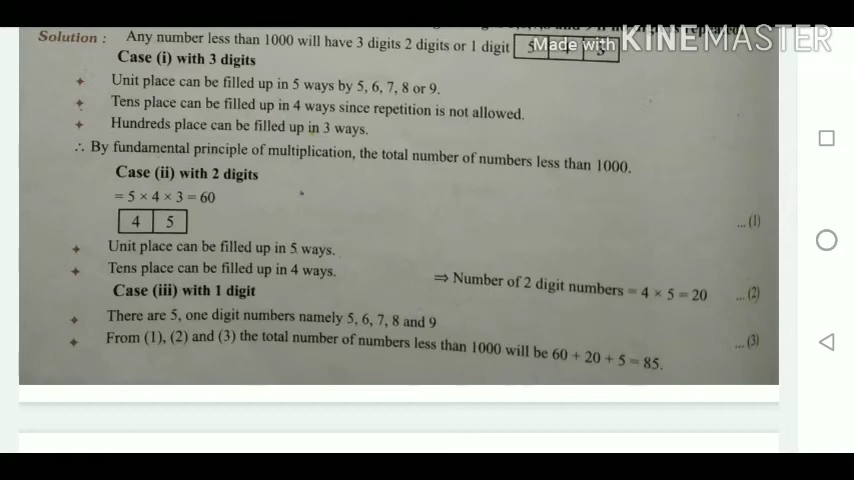 Solution : Any number less than 1000 will have 3 digits 2 digits or 1 digit 5 4 3
Made with KINEMASTER
Case (i) with 3 digits
Unit place can be filled up in 5 ways by 5, 6, 7, 8 or 9.
Tens place can be filled up in 4 ways since repetition is not allowed.
Hundreds place can be filled up in 3 ways.
∴ By fundamental principle of multiplication, the total number of numbers less than 1000.
Case (ii) with 2 digits
= 5 × 4 × 3 = 60 ... (1)
4 5
Unit place can be filled up in 5 ways.
Tens place can be filled up in 4 ways. ⇒ Number of 2 digit numbers = 4 × 5 = 20 ... (2)
Case (iii) with 1 digit
There are 5, one digit numbers namely 5, 6, 7, 8 and 9 ... (3)
From (1), (2) and (3) the total number of numbers less than 1000 will be 60 + 20 + 5 = 85.